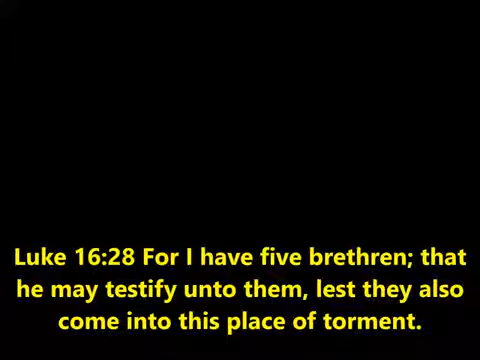 Luke 16:28 For I have five brethren; that
he may testify unto them, lest they also
come into this place of torment.